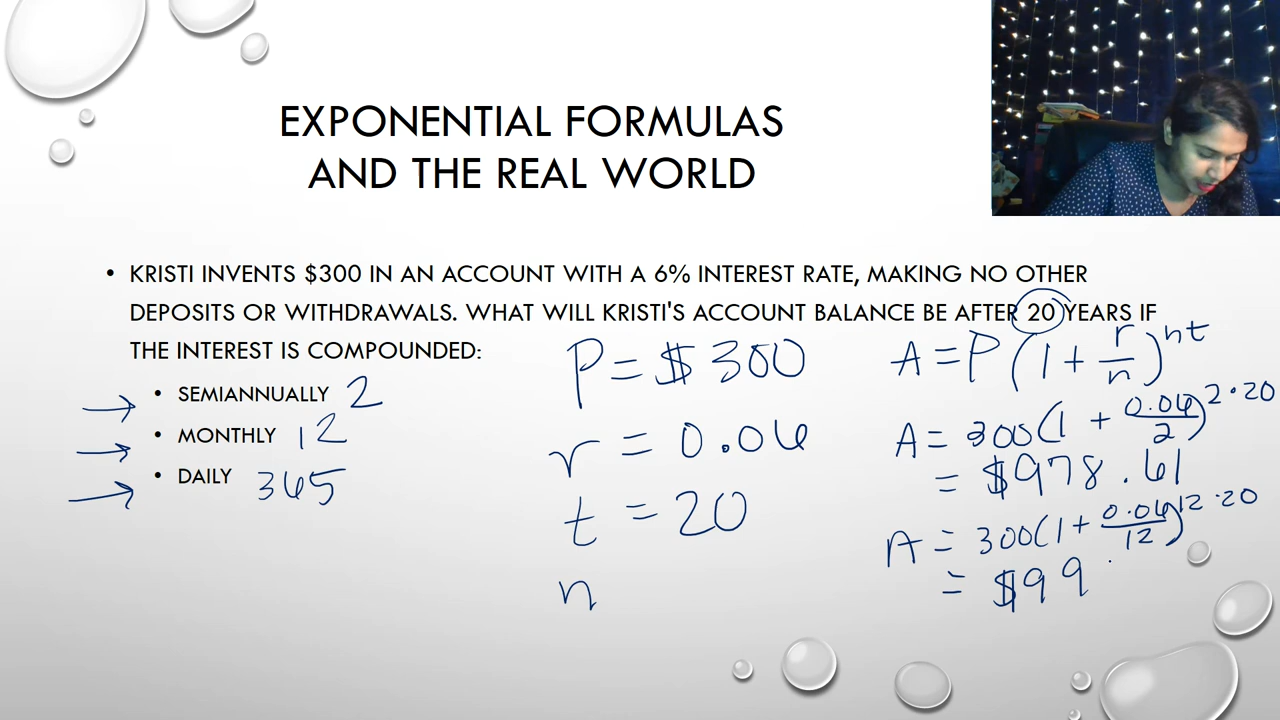 EXPONENTIAL FORMULAS
AND THE REAL WORLD
• KRISTI INVENTS $300 IN AN ACCOUNT WITH A 6% INTEREST RATE, MAKING NO OTHER
DEPOSITS OR WITHDRAWALS. WHAT WILL KRISTI'S ACCOUNT BALANCE BE AFTER 20 YEARS IF
THE INTEREST IS COMPOUNDED:
• SEMIANNUALLY 2
• MONTHLY 12
• DAILY 365
P = $300
r = 0.06
t = 20
n
A = P(1 + r/n)^nt
A = 300(1 + 0.06/2)^2·20
= $978.61
A = 300(1 + 0.06/12)^12·20
= $99